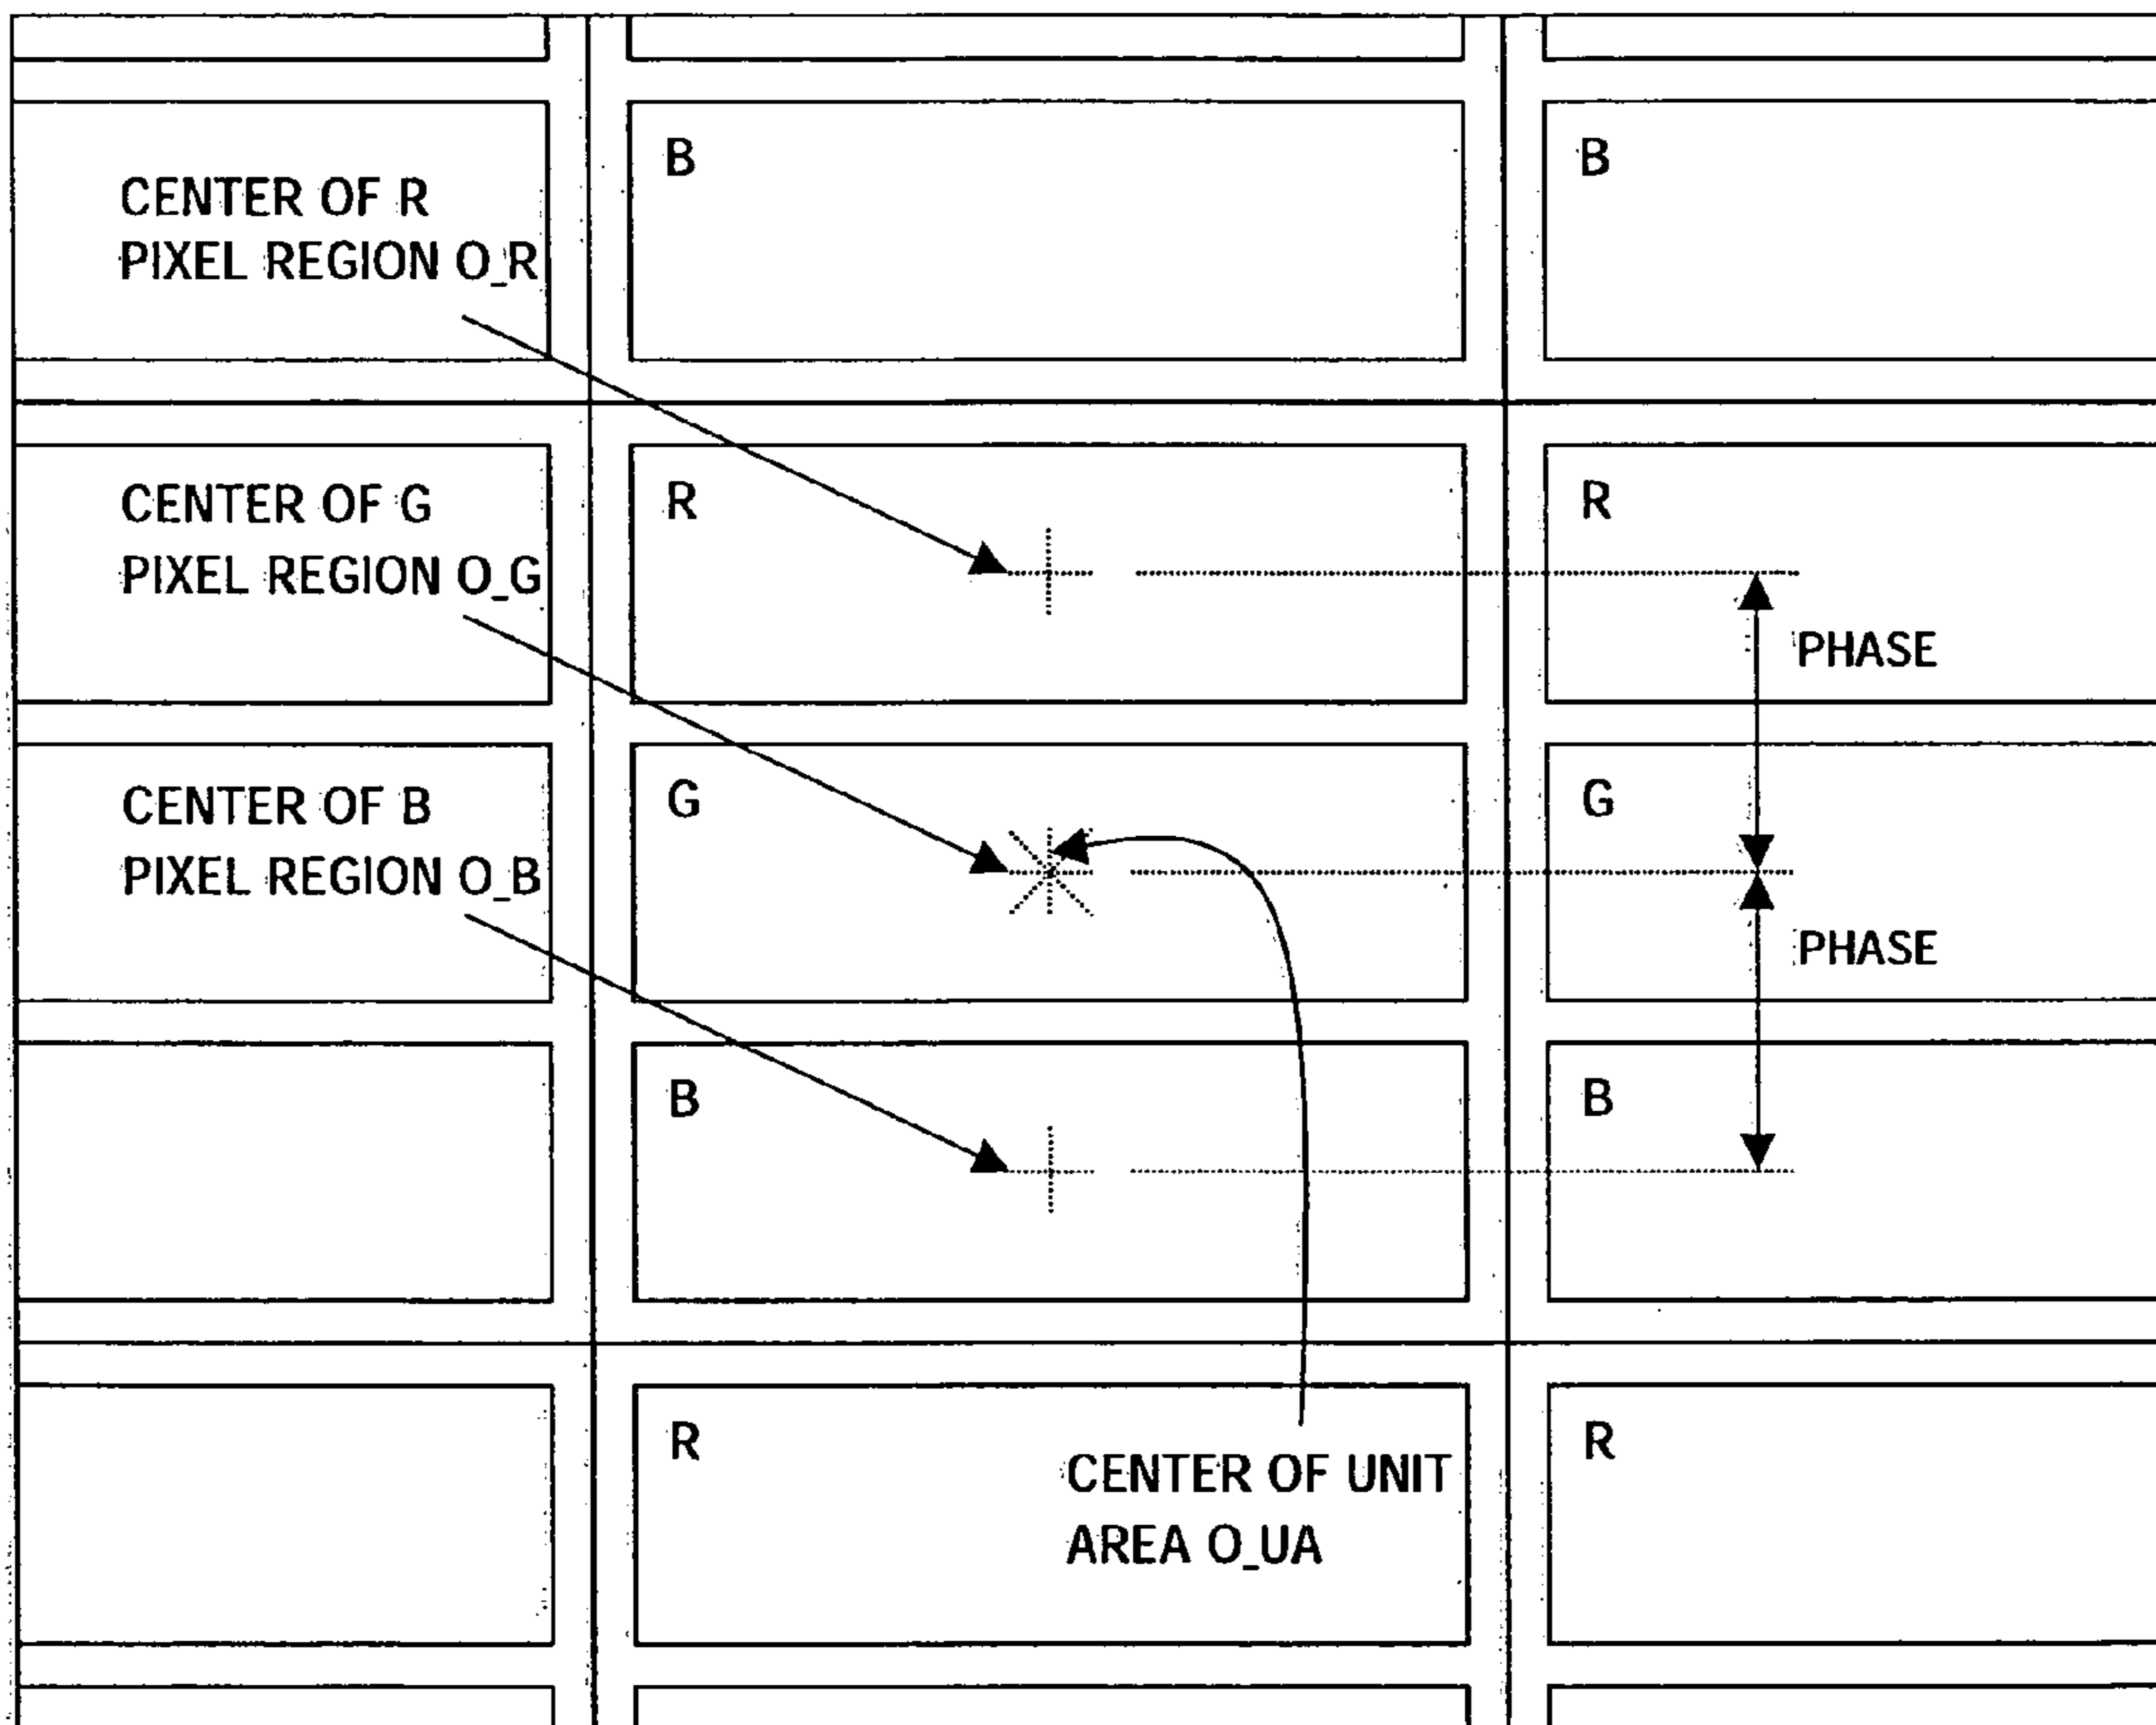 B
B
CENTER OF R
PIXEL REGION O_R
R
R
CENTER OF G
PIXEL REGION O_G
PHASE
G
G
CENTER OF B
PIXEL REGION O_B
PHASE
B
B
R
R
CENTER OF UNIT
AREA O_UA